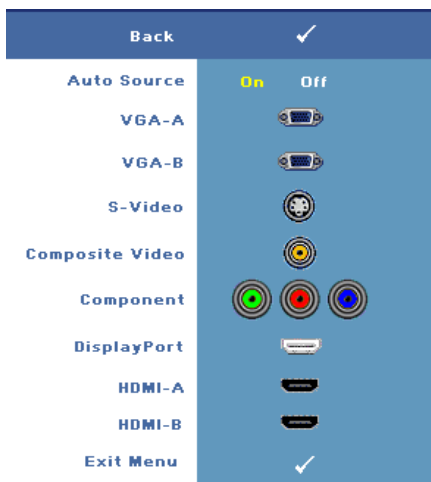 Back
Auto Source On Off
VGA-A
VGA-B
S-Video
Composite Video
Component
DisplayPort
HDMI-A
HDMI-B
Exit Menu